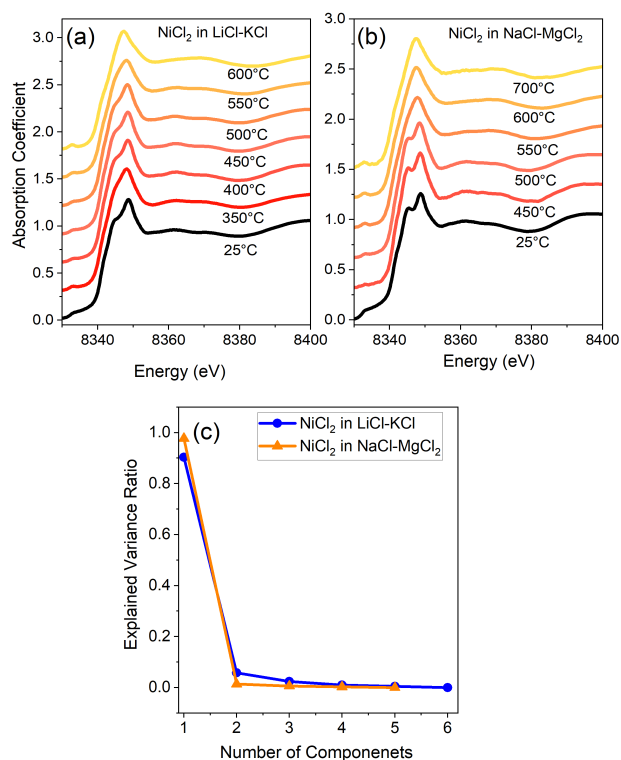 (a)
NiCl2 in LiCl-KCl
3.0
2.5
2.0
1.5
1.0
0.5
0.0
Absorption Coefficient
600°C
550°C
500°C
450°C
400°C
350°C
25°C
8340
8360
8380
8400
Energy (eV)
(b)
NiCl2 in NaCl-MgCl2
3.0
2.5
2.0
1.5
1.0
0.5
0.0
700°C
600°C
550°C
500°C
450°C
25°C
8340
8360
8380
8400
Energy (eV)
(c)
NiCl2 in LiCl-KCl
NiCl2 in NaCl-MgCl2
1.0
0.8
0.6
0.4
0.2
0.0
Explained Variance Ratio
1
2
3
4
5
6
Number of Componenets